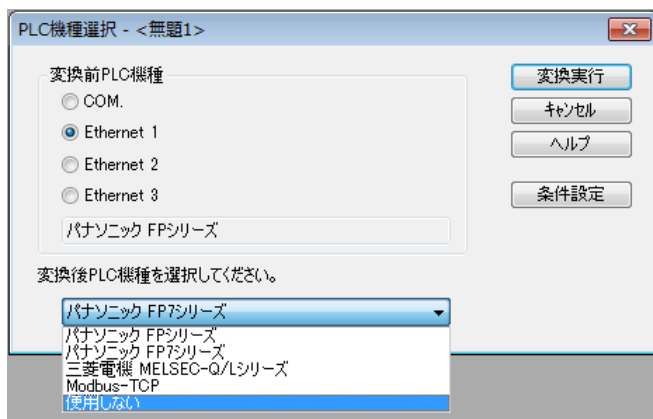 PLC機種選択 - <無題1>
変換前PLC機種
COM.
Ethernet 1
Ethernet 2
Ethernet 3
パナソニック FPシリーズ
変換実行
キャンセル
ヘルプ
条件設定
変換後PLC機種を選択してください。
パナソニック FP7シリーズ
パナソニック FPシリーズ
パナソニック FP7シリーズ
三菱電機 MELSEC-Q/Lシリーズ
Modbus-TCP
使用しない